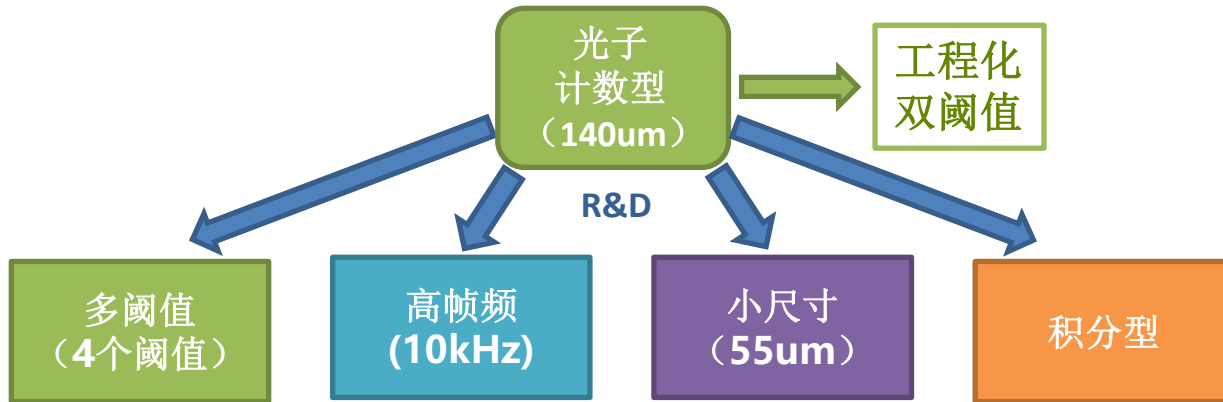 光子
计数型
（140um）
工程化
双阈值
R&D
多阈值
（4个阈值）
高帧频
(10kHz)
小尺寸
（55um）
积分型